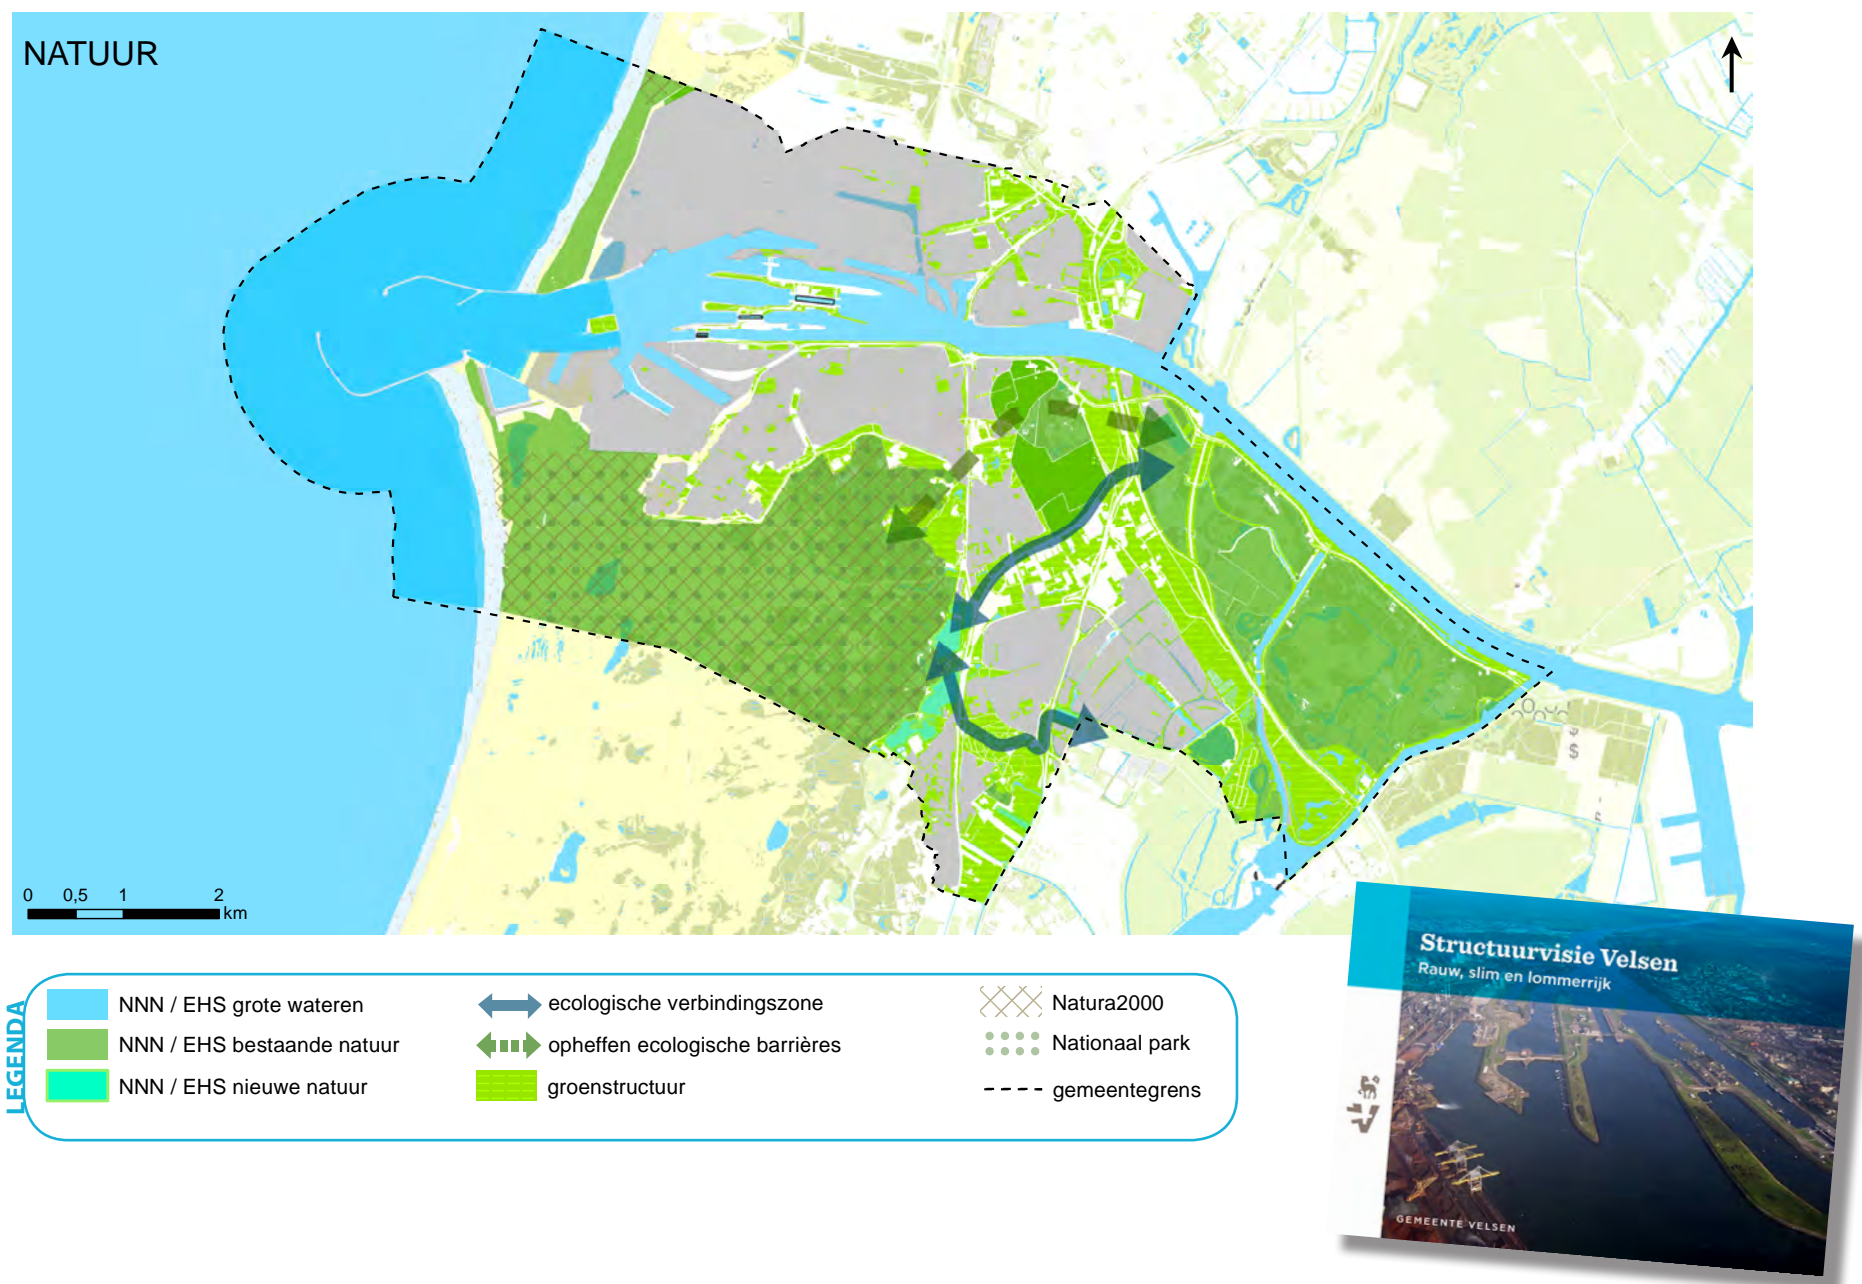 NATUUR
0 0,5 1 2
km
LEGENDA
NNN / EHS grote wateren
NNN / EHS bestaande natuur
NNN / EHS nieuwe natuur
ecologische verbindingszone
opheffen ecologische barrières
groenstructuur
Natura2000
Nationaal park
gemeentegrens
Structuurvisie Velsen
Rauw, slim en lommerrijk
GEMEENTE VELSEN